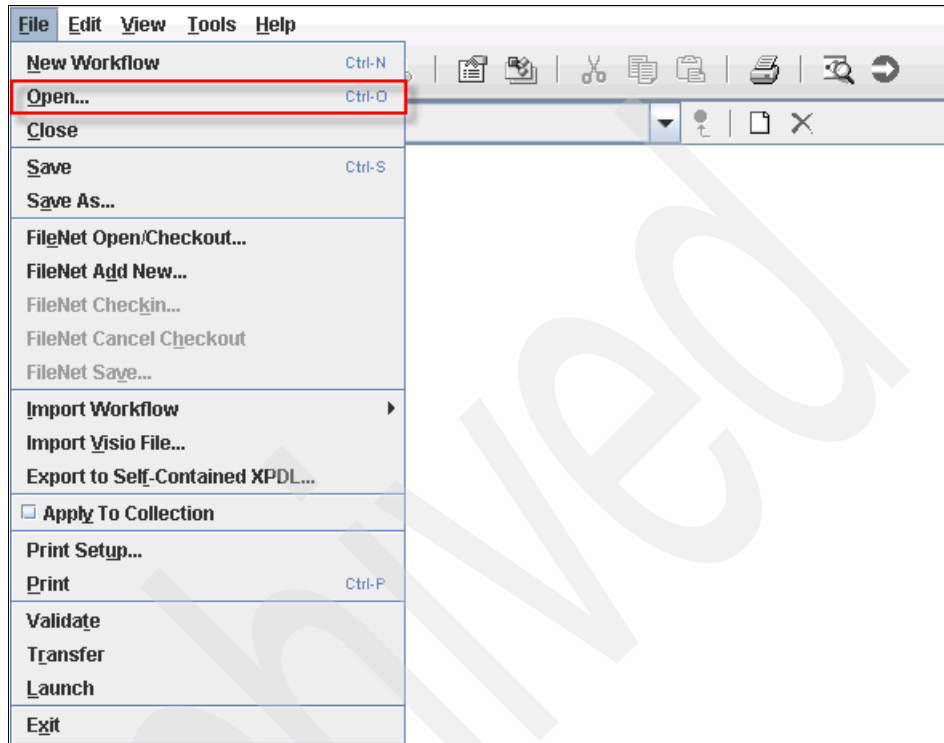 File Edit View Tools Help
New Workflow Ctrl-N
Open... Ctrl-O
Close
Save Ctrl-S
Save As...
FileNet Open/Checkout...
FileNet Add New...
FileNet Checkin...
FileNet Cancel Checkout
FileNet Save...
Import Workflow
Import Visio File...
Export to Self-Contained XPDL...
Apply To Collection
Print Setup...
Print Ctrl-P
Validate
Transfer
Launch
Exit